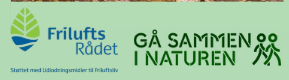 Frilufts
Rådet
Støttet med Udlodningsmidler til Friluftsliv
GÅ SAMMEN
I NATUREN